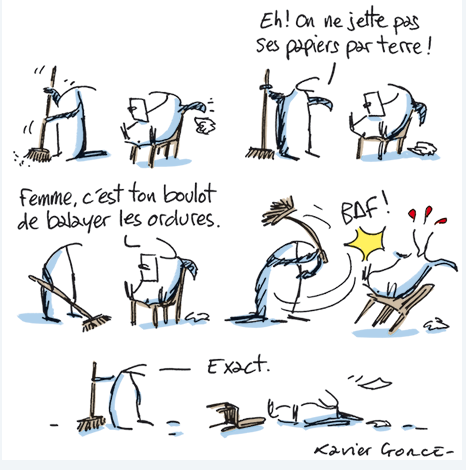 Eh! On ne jette pas
ses papiers par terre!
Femme, c'est ton boulot
de balayer les ordures.
BAF!
Exact.
Xavier GORCE-